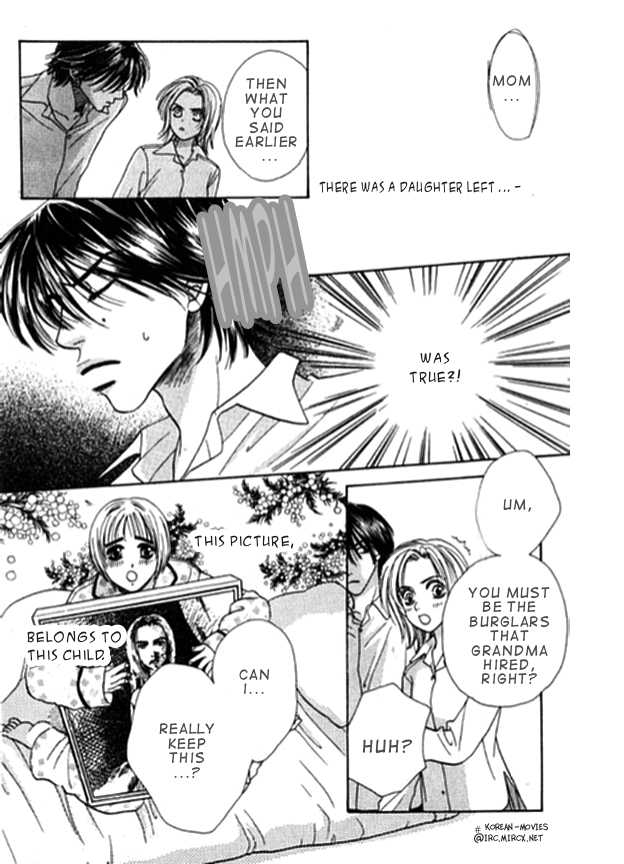 MOM
...
THEN
WHAT
YOU
SAID
EARLIER
...
THERE WAS A DAUGHTER LEFT ... -
HMPH
WAS
TRUE?!
UM,
YOU MUST
BE THE
BURGLARS
THAT
GRANDMA
HIRED,
RIGHT?
HUH?
THIS PICTURE,
BELONGS TO
THIS CHILD.
CAN
I...
REALLY
KEEP
THIS
...?
# KOREAN-MOVIES
@IRC.MIRCX.NET